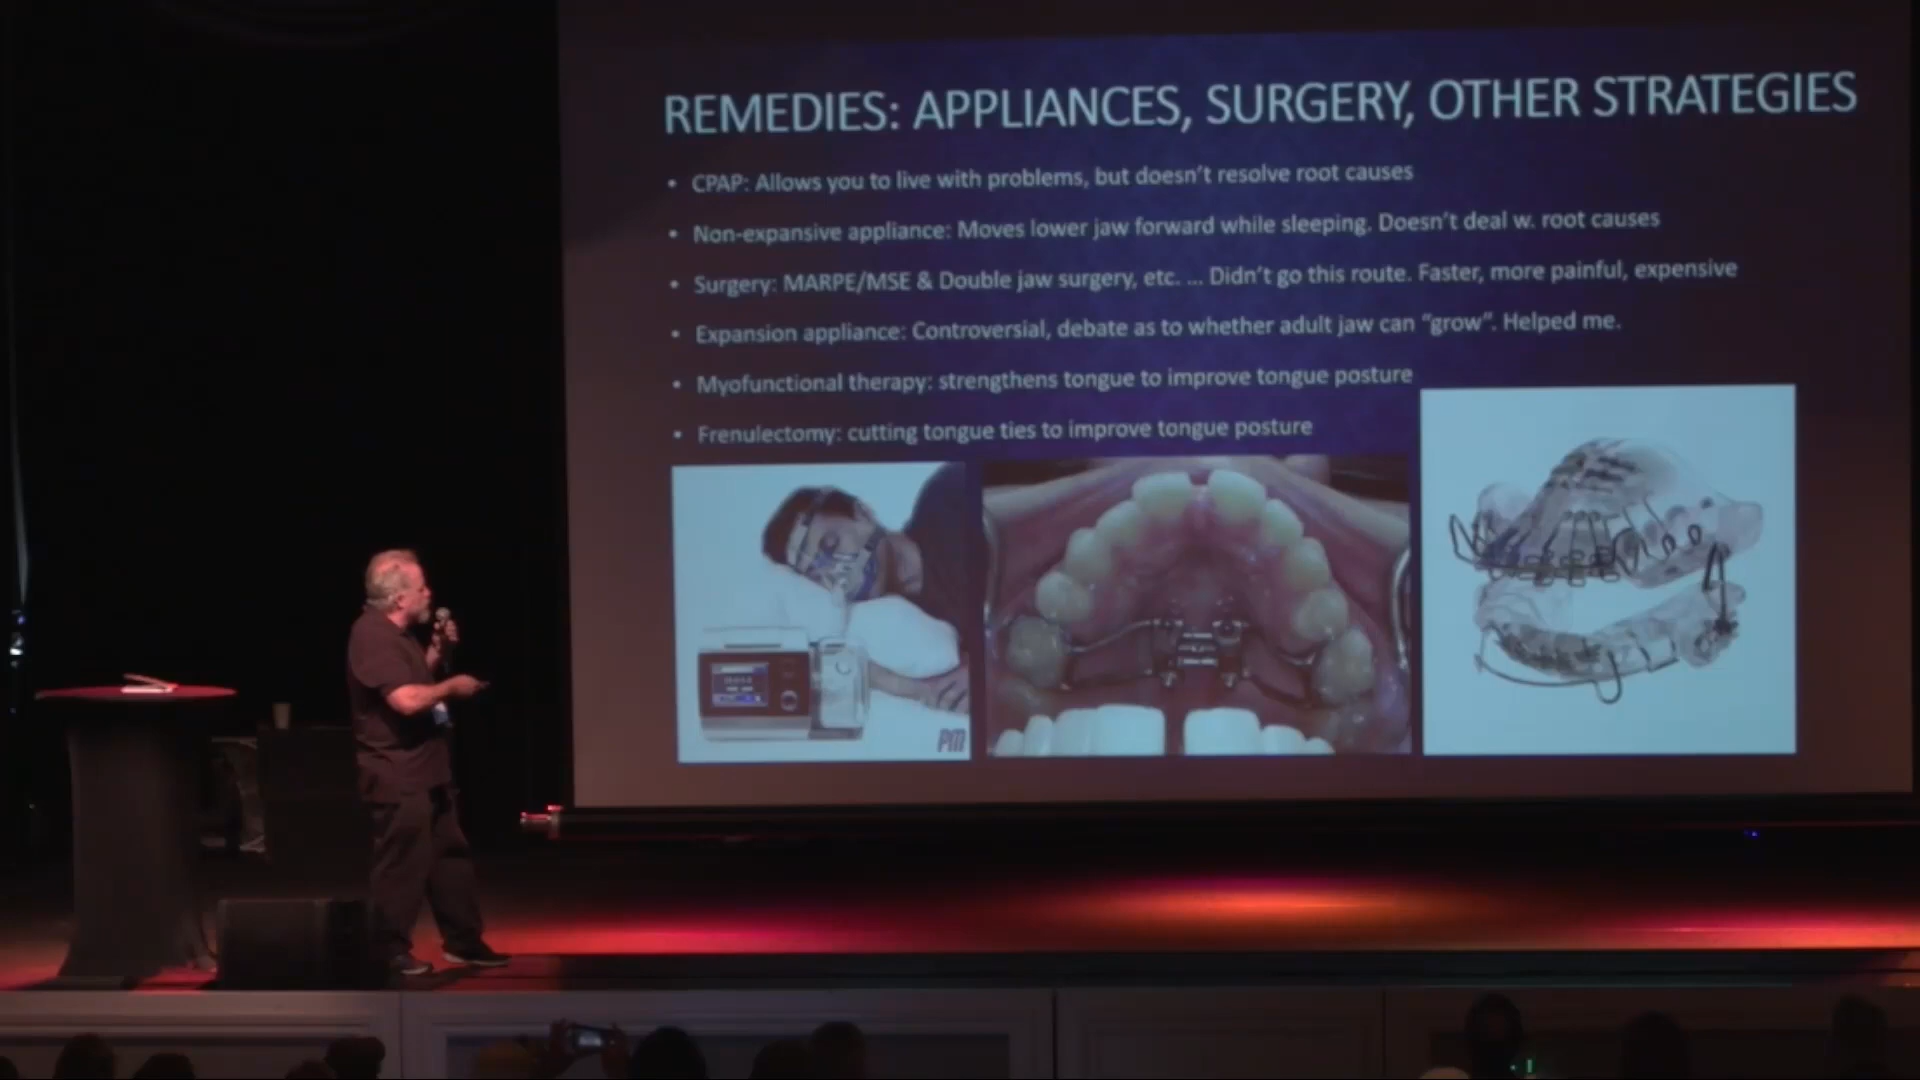 REMEDIES: APPLIANCES, SURGERY, OTHER STRATEGIES
• CPAP: Allows you to live with problems, but doesn't resolve root causes
• Non-expansive appliance: Moves lower jaw forward while sleeping. Doesn't deal w. root causes
• Surgery: MARPE/MSE & Double jaw surgery, etc. ... Didn't go this route. Faster, more painful, expensive
• Expansion appliance: Controversial, debate as to whether adult jaw can “grow”. Helped me.
• Myofunctional therapy: strengthens tongue to improve tongue posture
• Frenulectomy: cutting tongue ties to improve tongue posture
PM